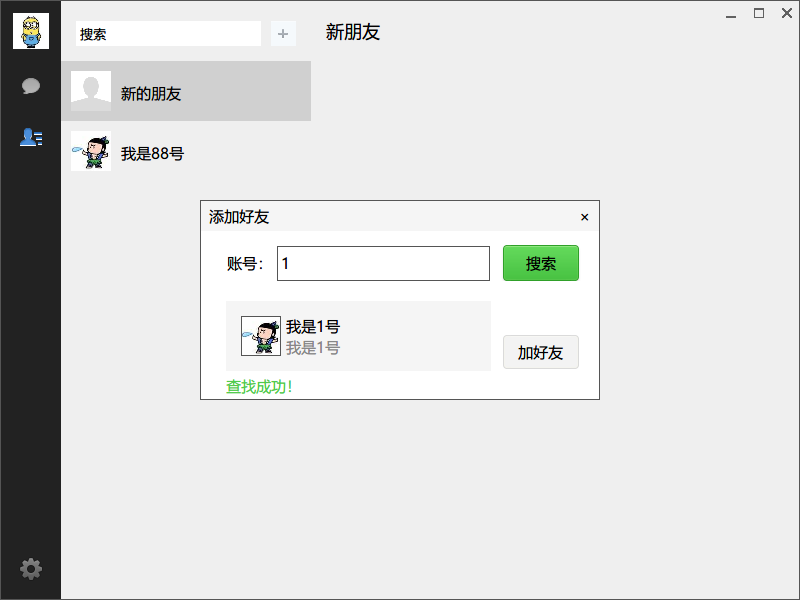 搜索
新朋友
新的朋友
我是88号
添加好友
账号：
1
搜索
我是1号
我是1号
加好友
查找成功！